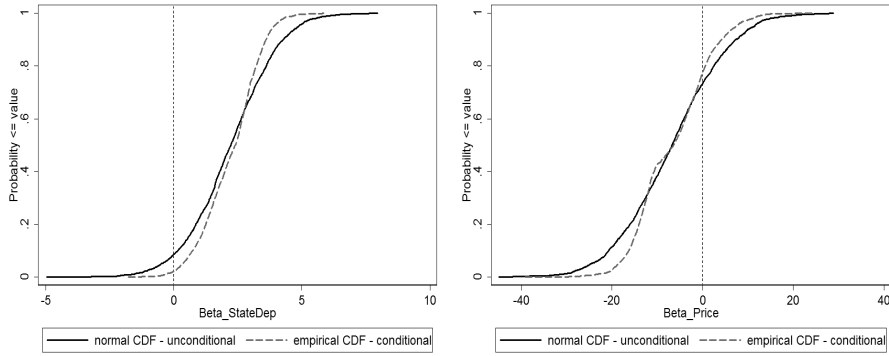 Probability <= value
0 .2 .4 .6 .8 1
-5 0 5 10
Beta_StateDep
normal CDF - unconditional empirical CDF - conditional
Probability <= value
0 .2 .4 .6 .8 1
-40 -20 0 20 40
Beta_Price
normal CDF - unconditional empirical CDF - conditional